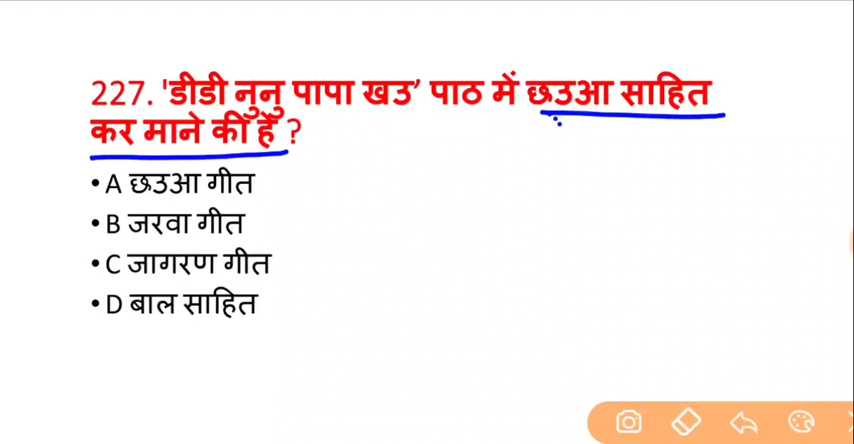 227. 'डीडी नुनु पापा खउ’ पाठ में छउआ साहित
कर माने की हे ?
• A छउआ गीत
• B जरवा गीत
• C जागरण गीत
• D बाल साहित